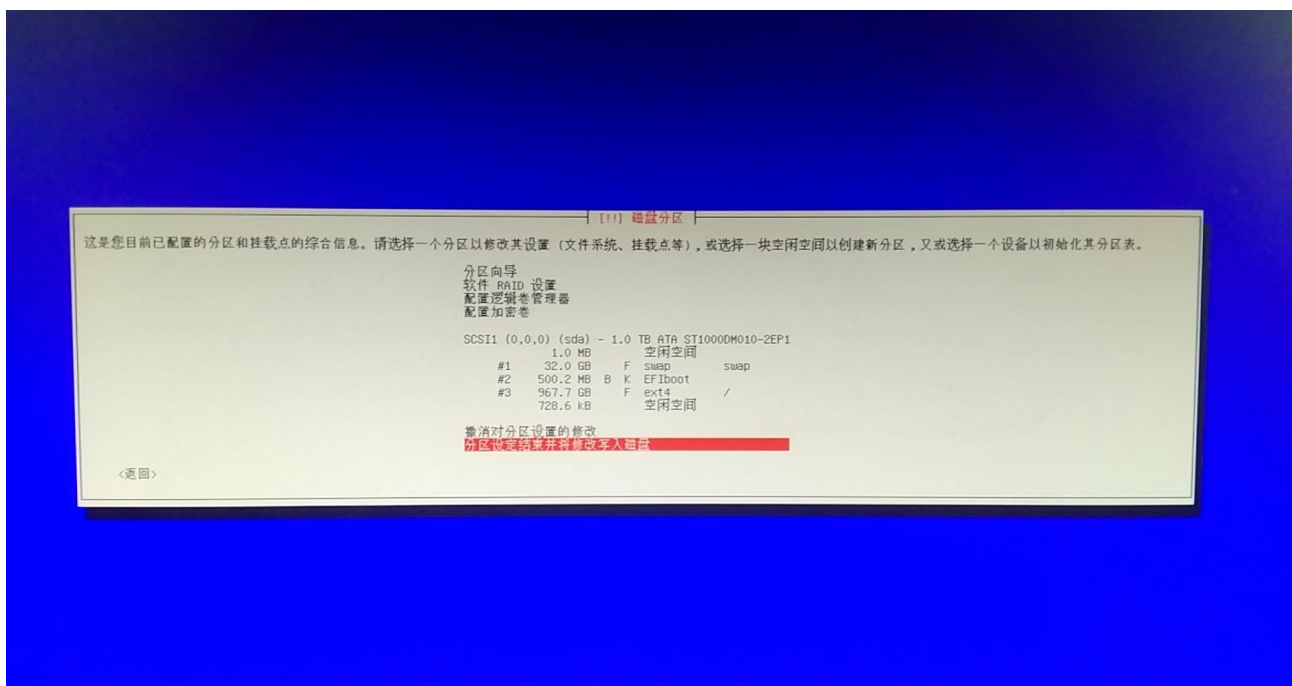 [!!] 磁盘分区
这是您目前已配置的分区和挂载点的综合信息。请选择一个分区以修改其设置（文件系统、挂载点等），或选择一块空闲空间以创建新分区，又或选择一个设备以初始化其分区表。
分区向导
软件 RAID 设置
配置逻辑卷管理器
配置加密卷
SCSI1 (0,0,0) (sda) - 1.0 TB ATA ST1000DM010-2EP1
1.0 MB 空闲空间
#1 32.0 GB F swap swap
#2 500.2 MB B K EFIboot
#3 967.7 GB F ext4 /
728.6 kB 空闲空间
撤消对分区设置的修改
分区设定结束并将修改写入磁盘
<返回>